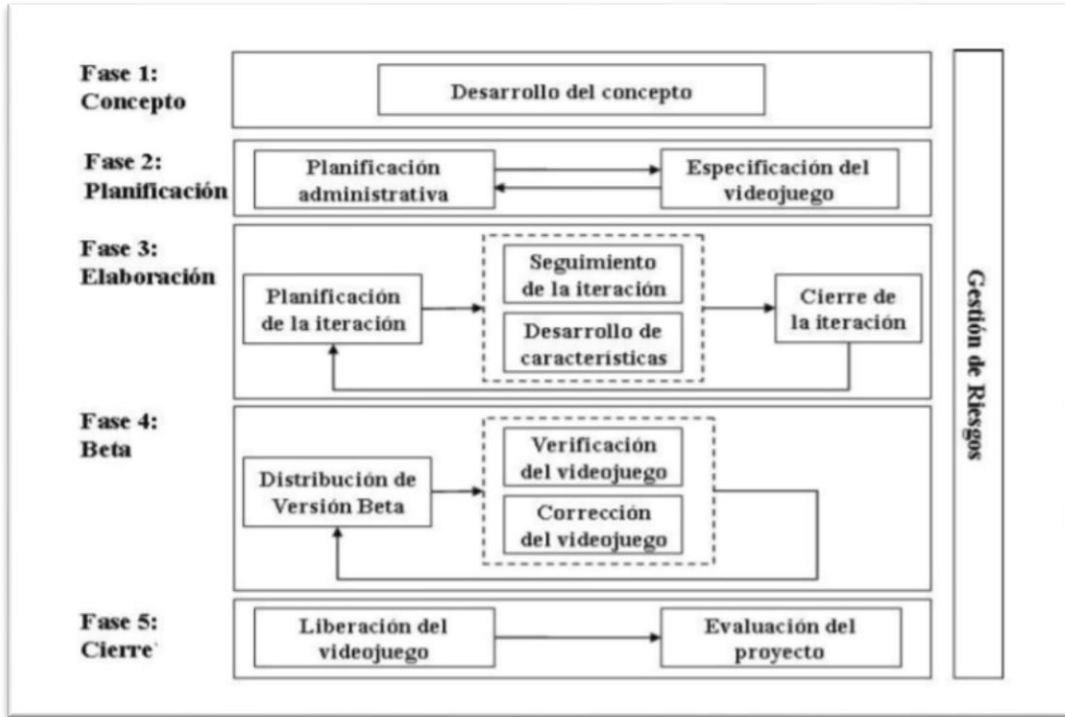 Fase 1:
Concepto
Desarrollo del concepto
Fase 2:
Planificación
Planificación
administrativa
Especificación del
videojuego
Fase 3:
Elaboración
Planificación
de la iteración
Seguimiento
de la iteración
Desarrollo de
características
Cierre de
la iteración
Fase 4:
Beta
Distribución de
Versión Beta
Verificación
del videojuego
Corrección
del videojuego
Fase 5:
Cierre
Liberación del
videojuego
Evaluación del
proyecto
Gestión de Riesgos